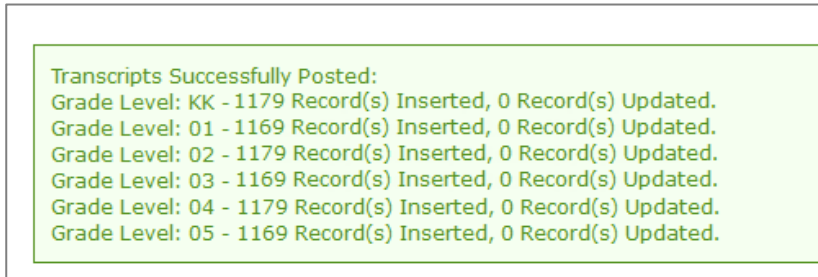 Transcripts Successfully Posted:
Grade Level: KK - 1179 Record(s) Inserted, 0 Record(s) Updated.
Grade Level: 01 - 1169 Record(s) Inserted, 0 Record(s) Updated.
Grade Level: 02 - 1179 Record(s) Inserted, 0 Record(s) Updated.
Grade Level: 03 - 1169 Record(s) Inserted, 0 Record(s) Updated.
Grade Level: 04 - 1179 Record(s) Inserted, 0 Record(s) Updated.
Grade Level: 05 - 1169 Record(s) Inserted, 0 Record(s) Updated.